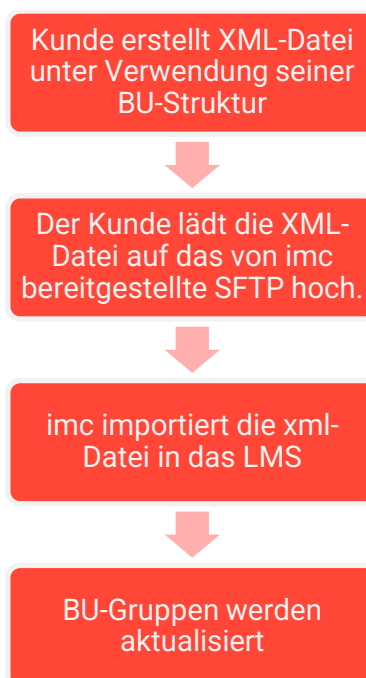 Kunde erstellt XML-Datei
unter Verwendung seiner
BU-Struktur
Der Kunde lädt die XML-
Datei auf das von imc
bereitgestellte SFTP hoch.
imc importiert die xml-
Datei in das LMS
BU-Gruppen werden
aktualisiert